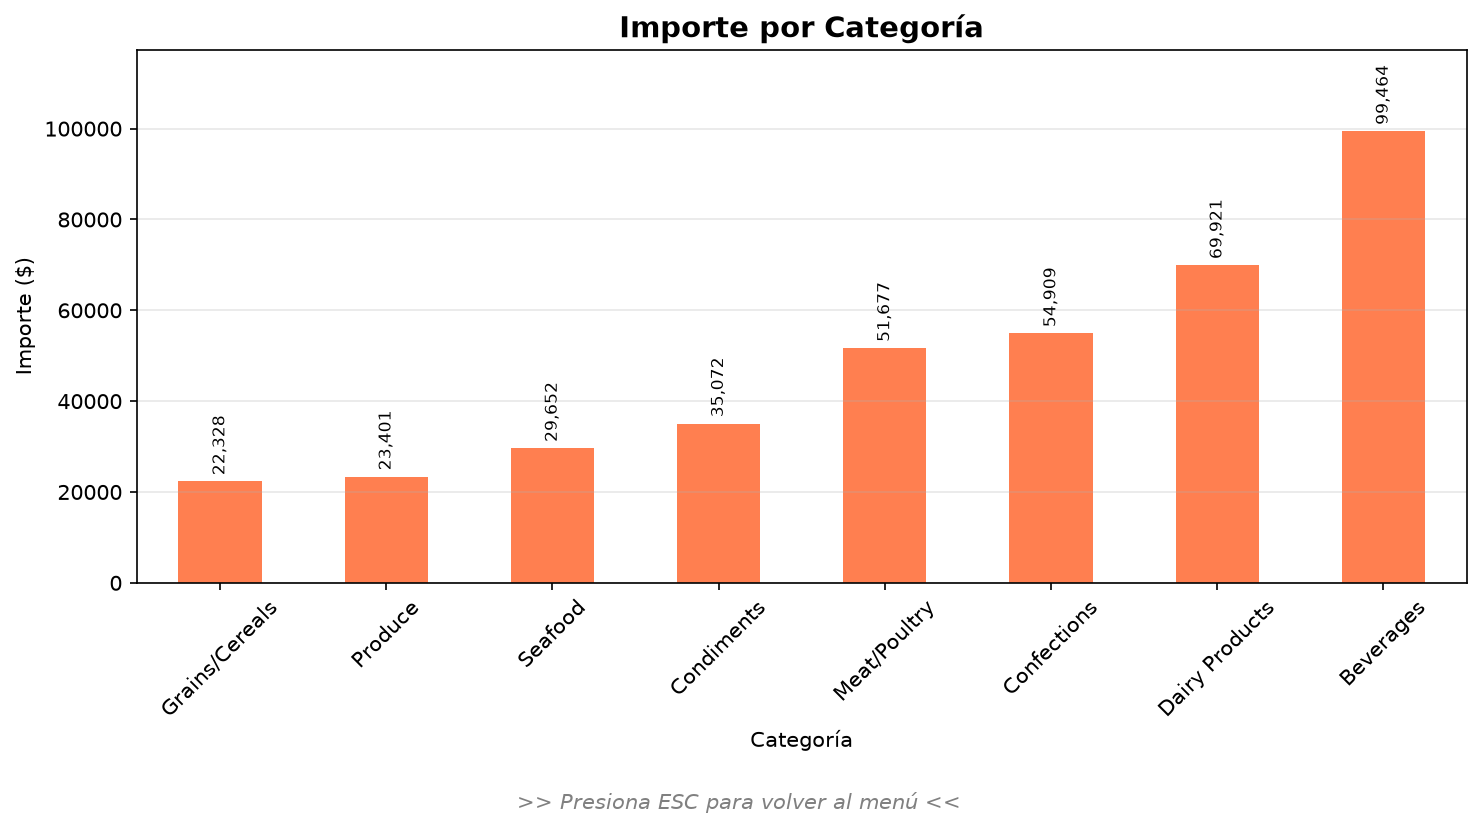 Importe por Categoría
Importe ($)
100000
80000
60000
40000
20000
0
22,328
23,401
29,652
35,072
51,677
54,909
69,921
99,464
Grains/Cereals
Produce
Seafood
Condiments
Meat/Poultry
Confections
Dairy Products
Beverages
Categoría
>> Presiona ESC para volver al menú <<